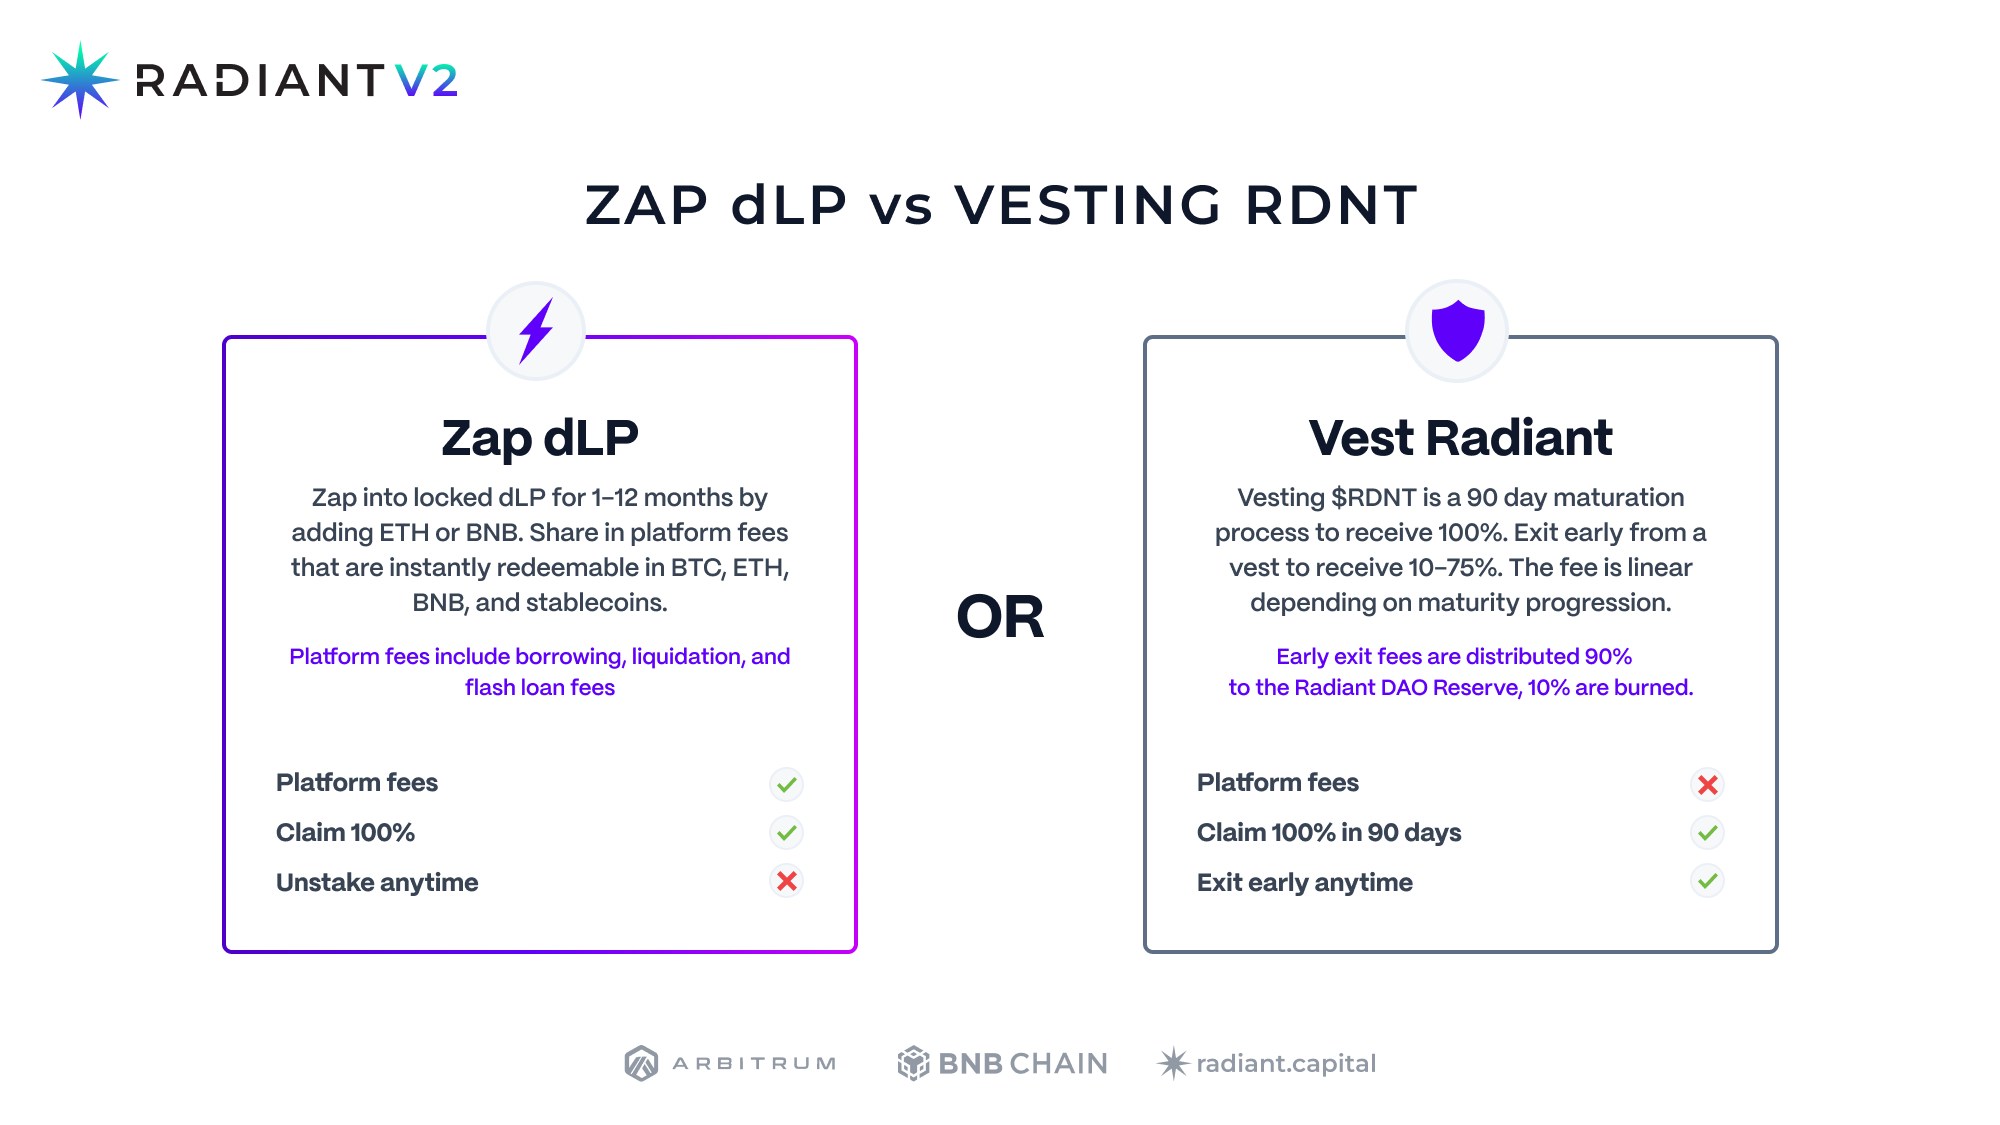 RADIANT V2
ZAP dLP vs VESTING RDNT
Zap dLP
Zap into locked dLP for 1–12 months by
adding ETH or BNB. Share in platform fees
that are instantly redeemable in BTC, ETH,
BNB, and stablecoins.
Platform fees include borrowing, liquidation, and
flash loan fees
Platform fees
Claim 100%
Unstake anytime
OR
Vest Radiant
Vesting $RDNT is a 90 day maturation
process to receive 100%. Exit early from a
vest to receive 10–75%. The fee is linear
depending on maturity progression.
Early exit fees are distributed 90%
to the Radiant DAO Reserve, 10% are burned.
Platform fees
Claim 100% in 90 days
Exit early anytime
ARBITRUM
BNB CHAIN
radiant.capital